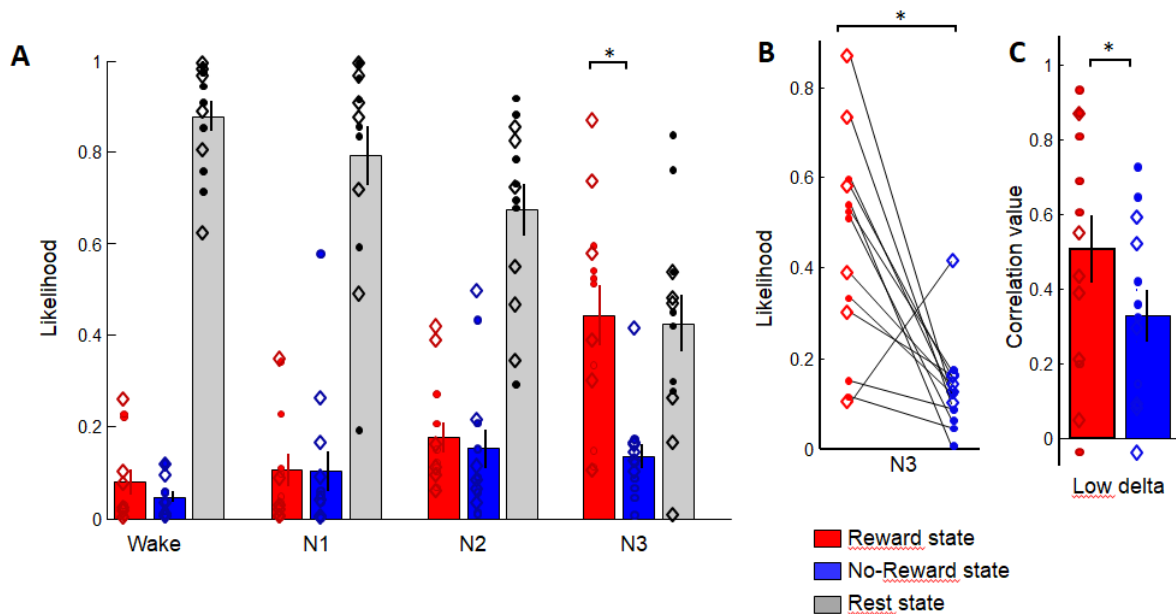 A
*
Likelihood
1
0.8
0.6
0.4
0.2
0
Wake
N1
N2
N3
B
*
Likelihood
0.8
0.6
0.4
0.2
0
N3
C
*
Correlation value
1
0.8
0.6
0.4
0.2
0
Low delta
Reward state
No-Reward state
Rest state